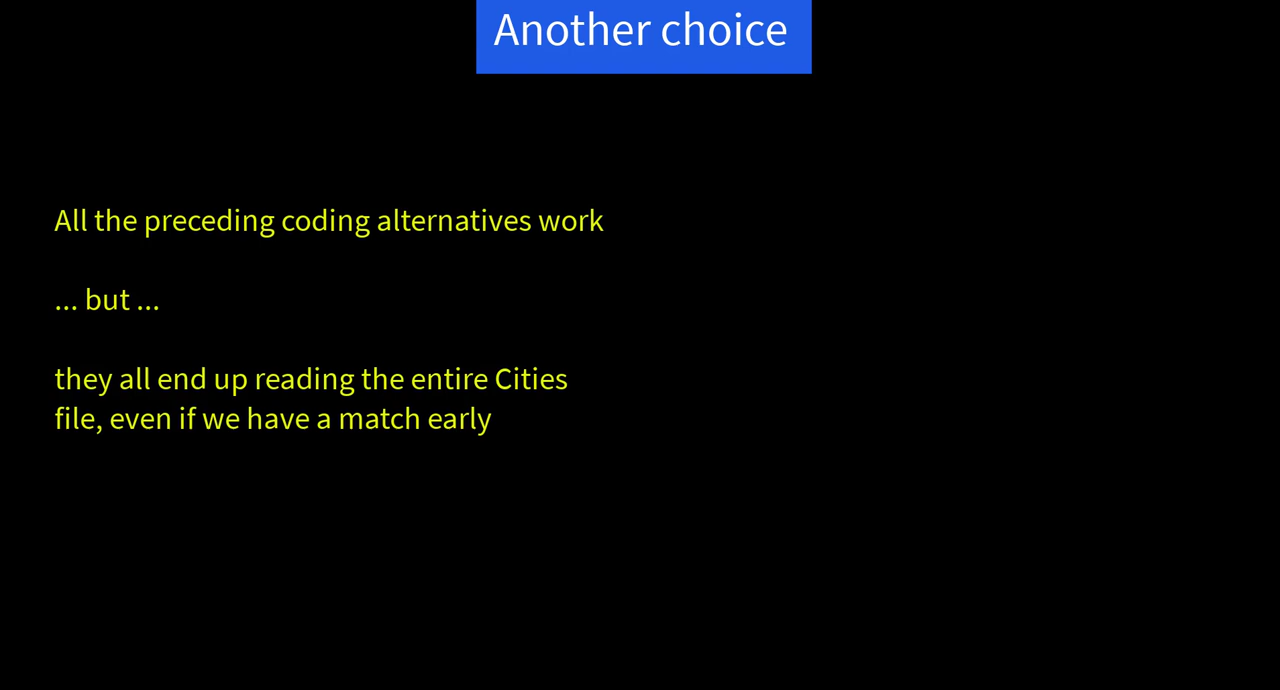 Another choice
All the preceding coding alternatives work
... but ...
they all end up reading the entire Cities
file, even if we have a match early